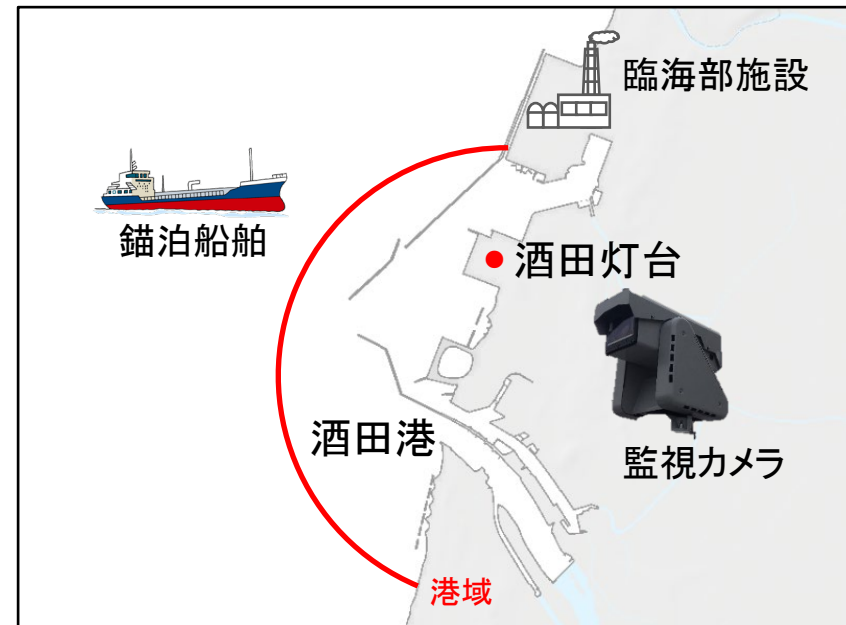 臨海部施設
錨泊船舶
酒田灯台
酒田港
監視カメラ
港域